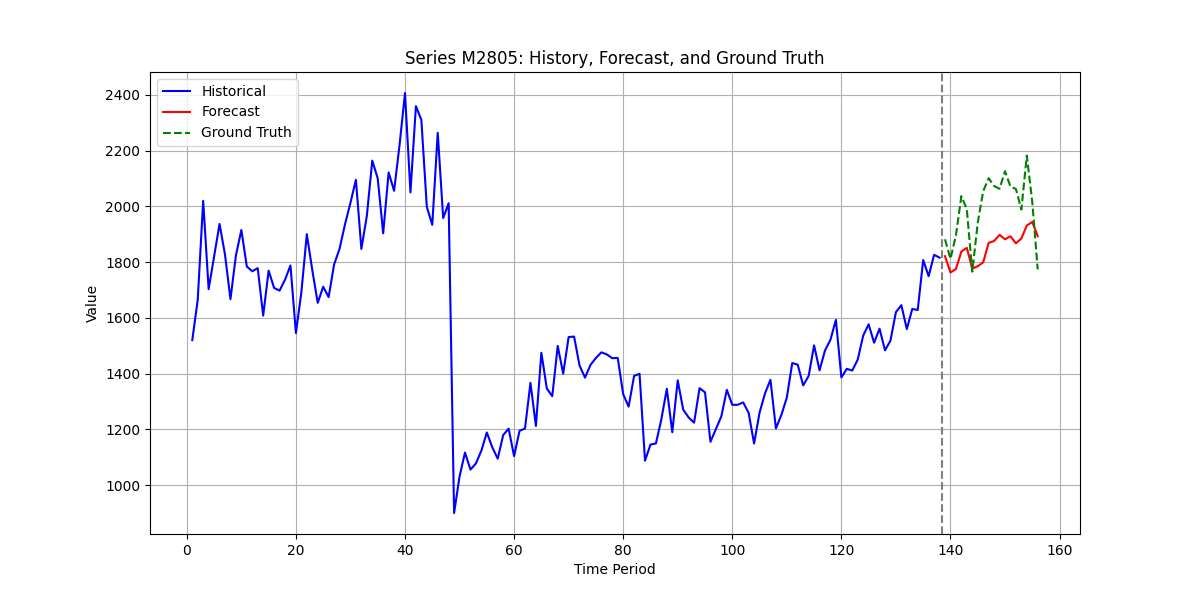 Series M2805: History, Forecast, and Ground Truth
Historical
Forecast
Ground Truth
2400
2200
2000
1800
1600
1400
1200
1000
Value
0 20 40 60 80 100 120 140 160
Time Period